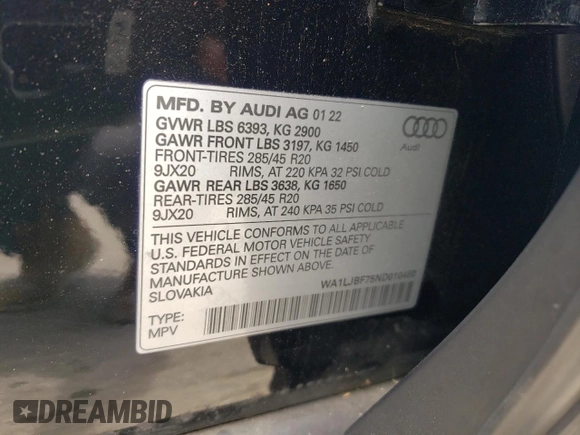 MFD. BY AUDI AG 01 22
GVWR LBS 6393, KG 2900
GAWR FRONT LBS 3197, KG 1450
FRONT-TIRES 285/45 R20
9JX20 RIMS, AT 220 KPA 32 PSI COLD
GAWR REAR LBS 3638, KG 1650
REAR-TIRES 285/45 R20
9JX20 RIMS, AT 240 KPA 35 PSI COLD
Audi
THIS VEHICLE CONFORMS TO ALL APPLICABLE
U.S. FEDERAL MOTOR VEHICLE SAFETY
STANDARDS IN EFFECT ON THE DATE OF
MANUFACTURE SHOWN ABOVE.
SLOVAKIA
TYPE:
MPV
DREAMBID